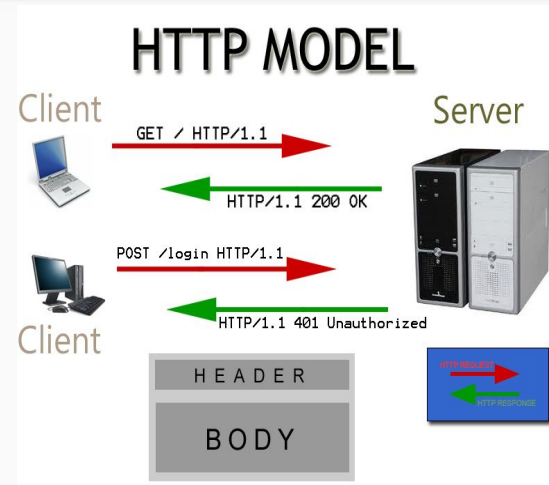 HTTP MODEL
Client
Server
GET / HTTP/1.1
HTTP/1.1 200 OK
POST /login HTTP/1.1
HTTP/1.1 401 Unauthorized
Client
HEADER
BODY
HTTP REQUEST
HTTP RESPONSE